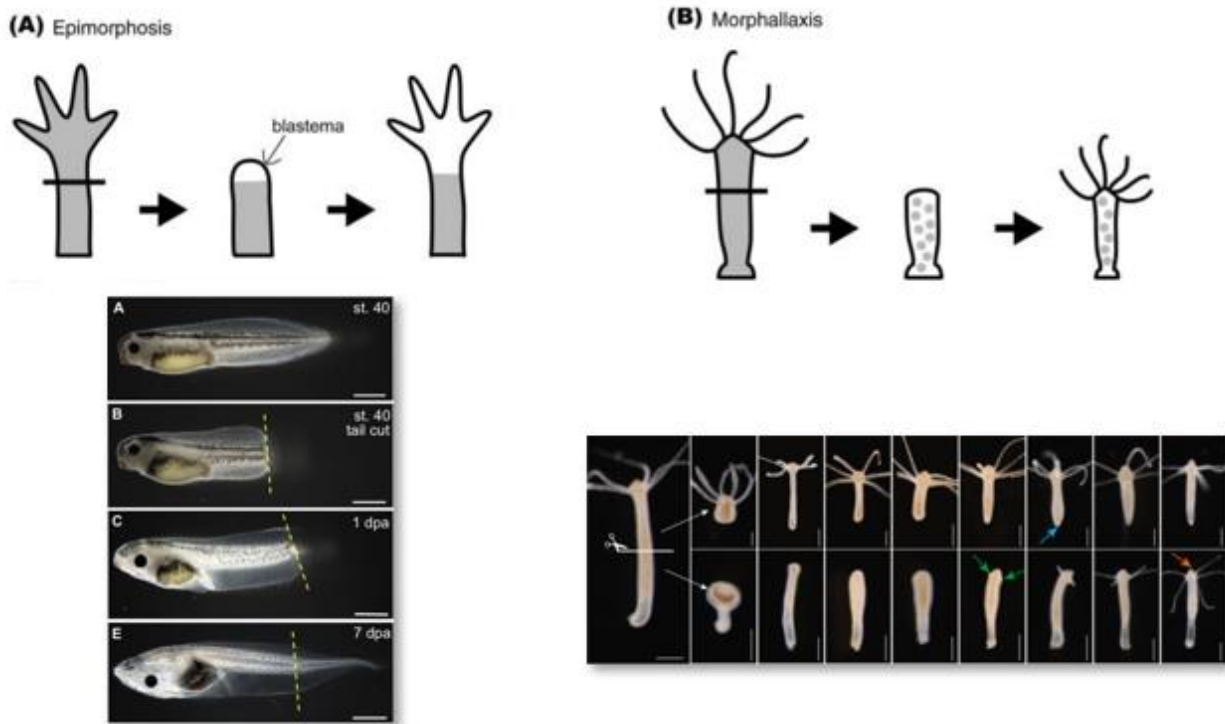 (A) Epimorphosis
blastema
A
st. 40
B
st. 40
tail cut
C
1 dpa
E
7 dpa
(B) Morphallaxis